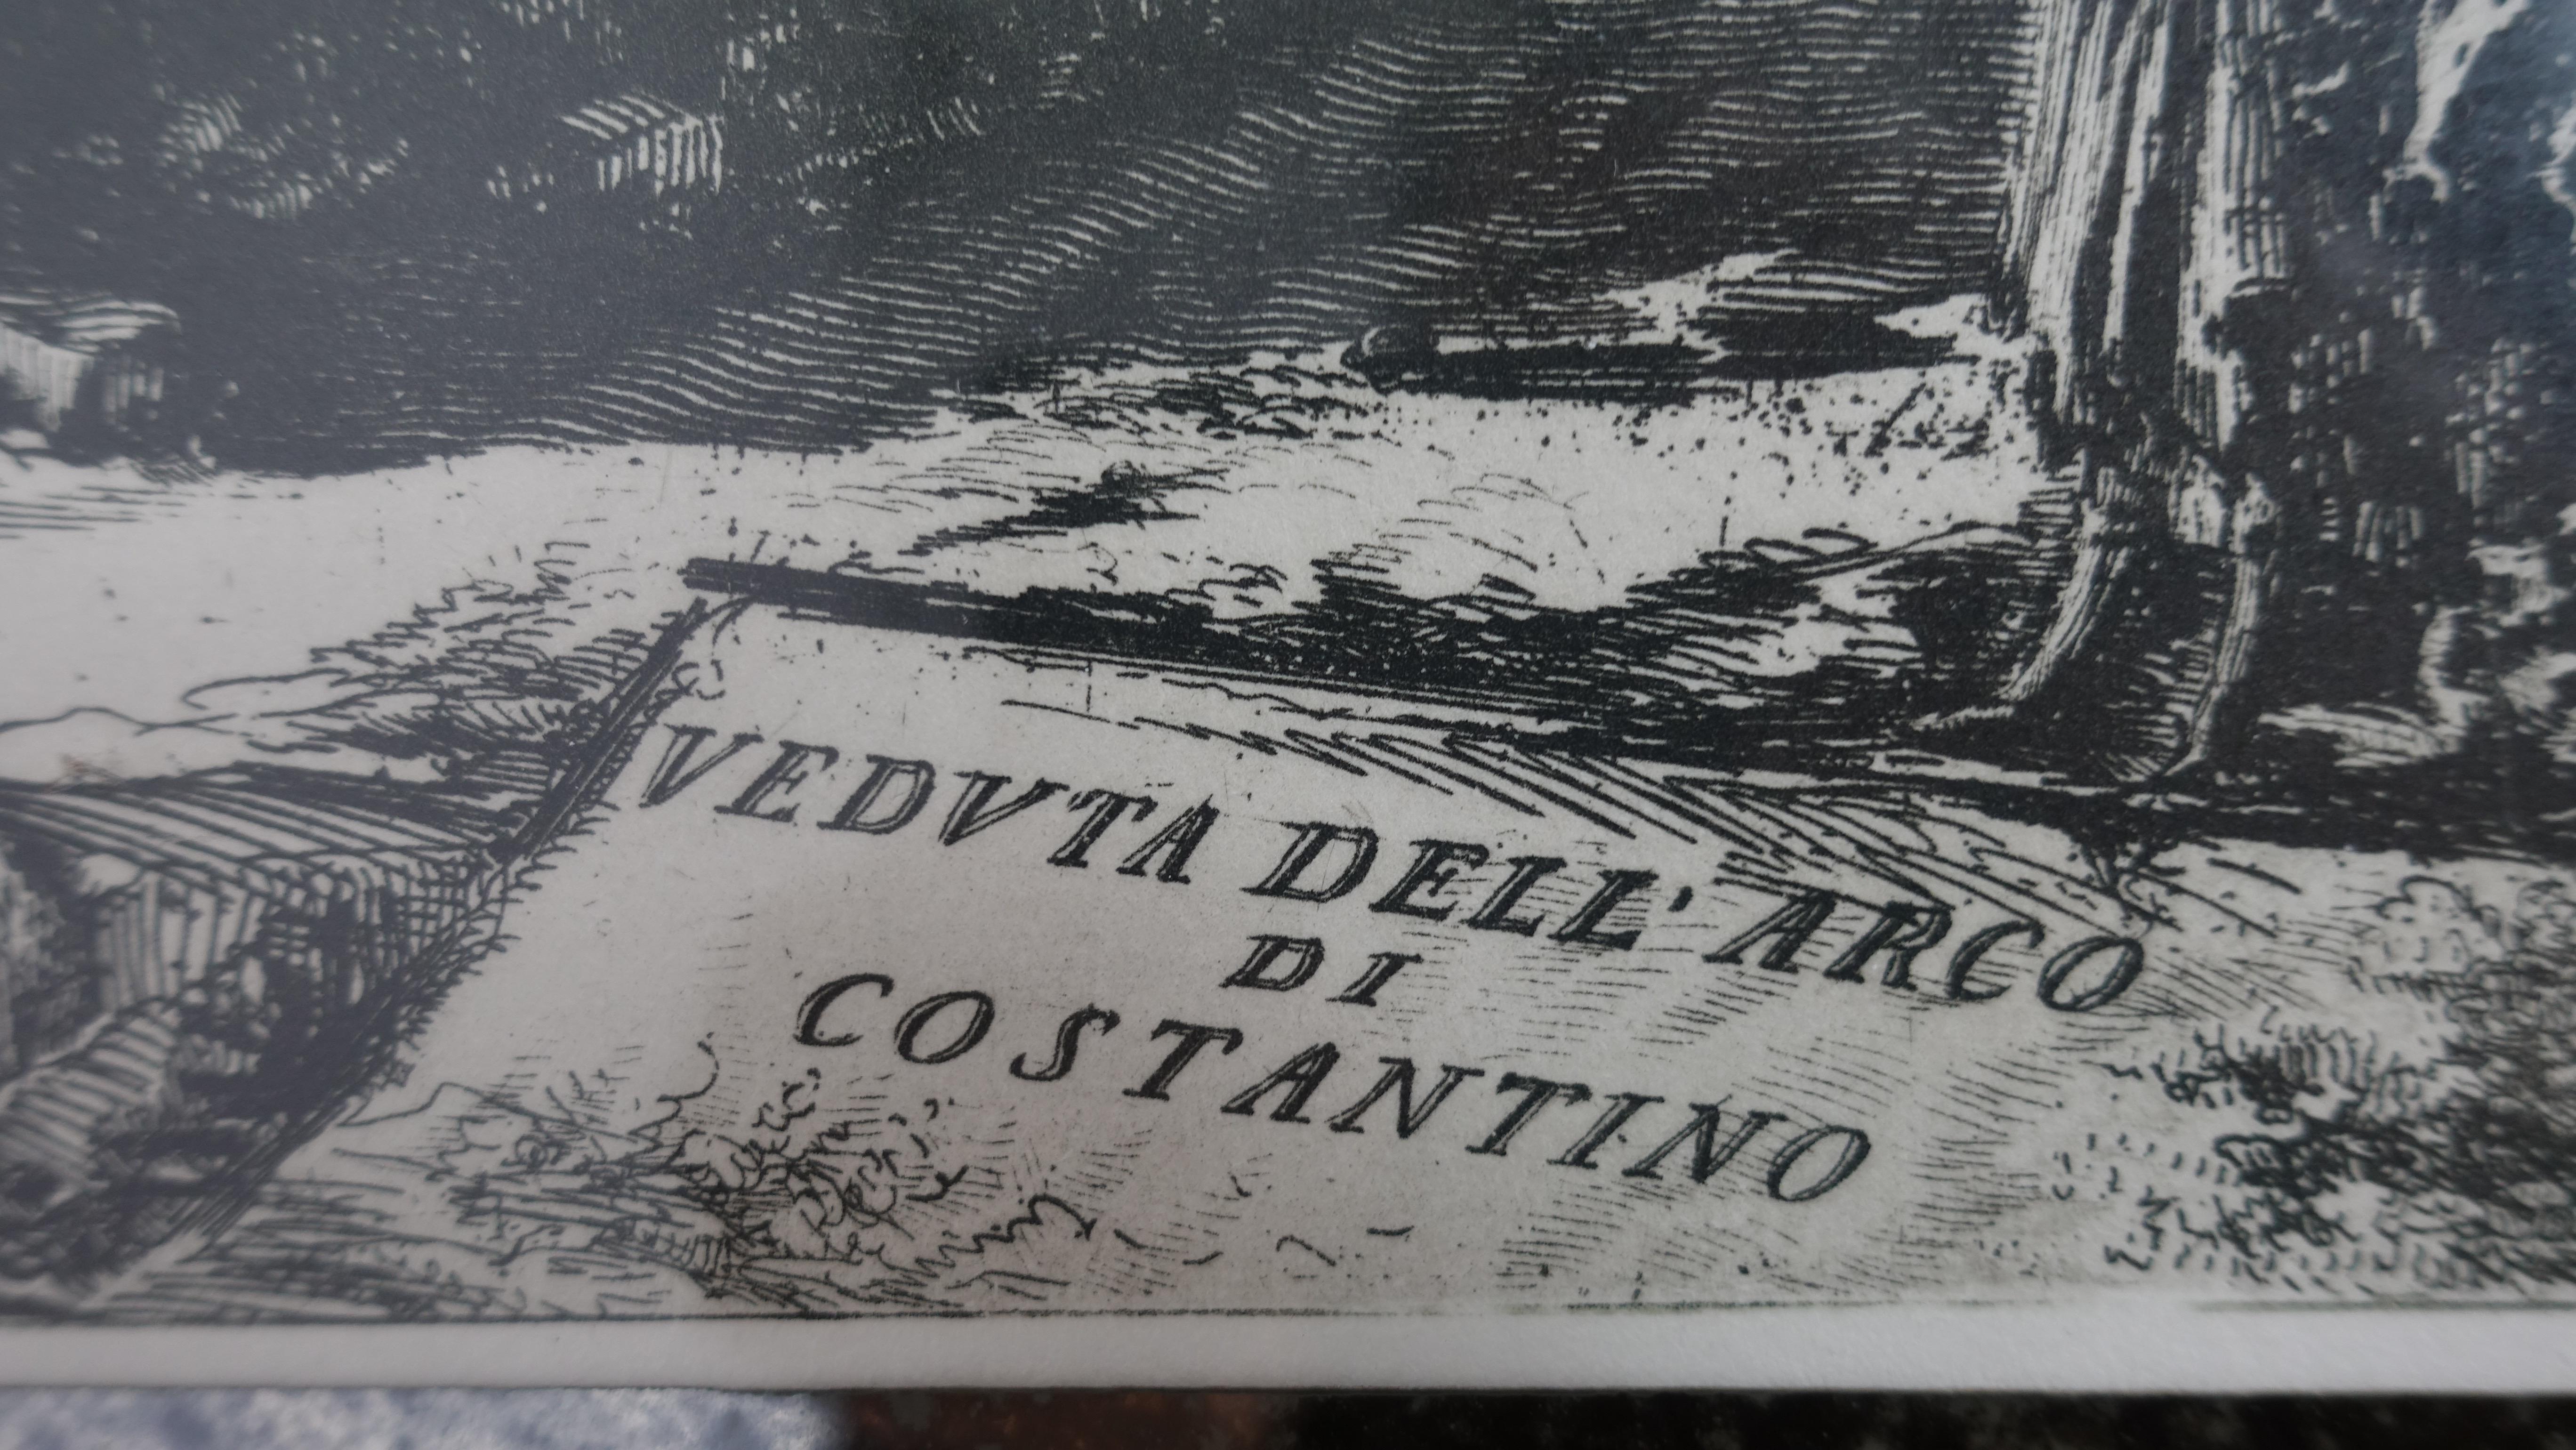 VEDVTA DELL' ARCO
DI
COSTANTINO